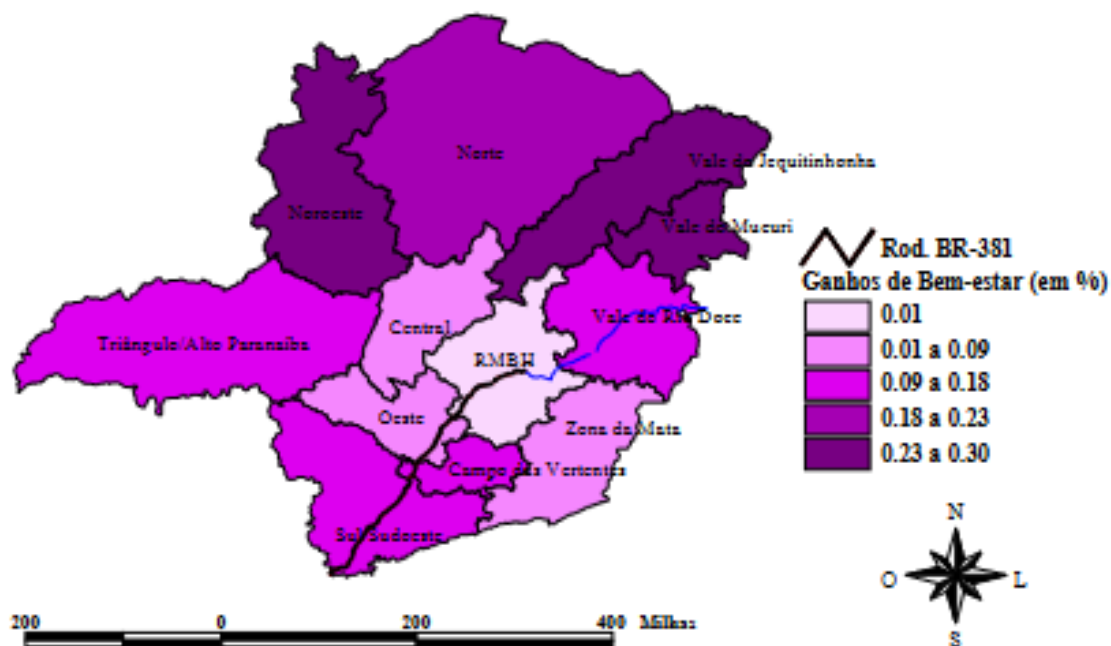 Norte
Vale do Jequitinhonha
Noroeste
Vale do Mucuri
Rod. BR-381
Ganhos de Bem-estar (em %)
0.01
0.01 a 0.09
0.09 a 0.18
0.18 a 0.23
0.23 a 0.30
Vale do Rio Doce
Central
Triângulo/Alto Paranaíba
RMBH
Oeste
Zona da Mata
Campo das Vertentes
Sul/Sudoeste
N
O
L
S
200 0 200 400 Milhas